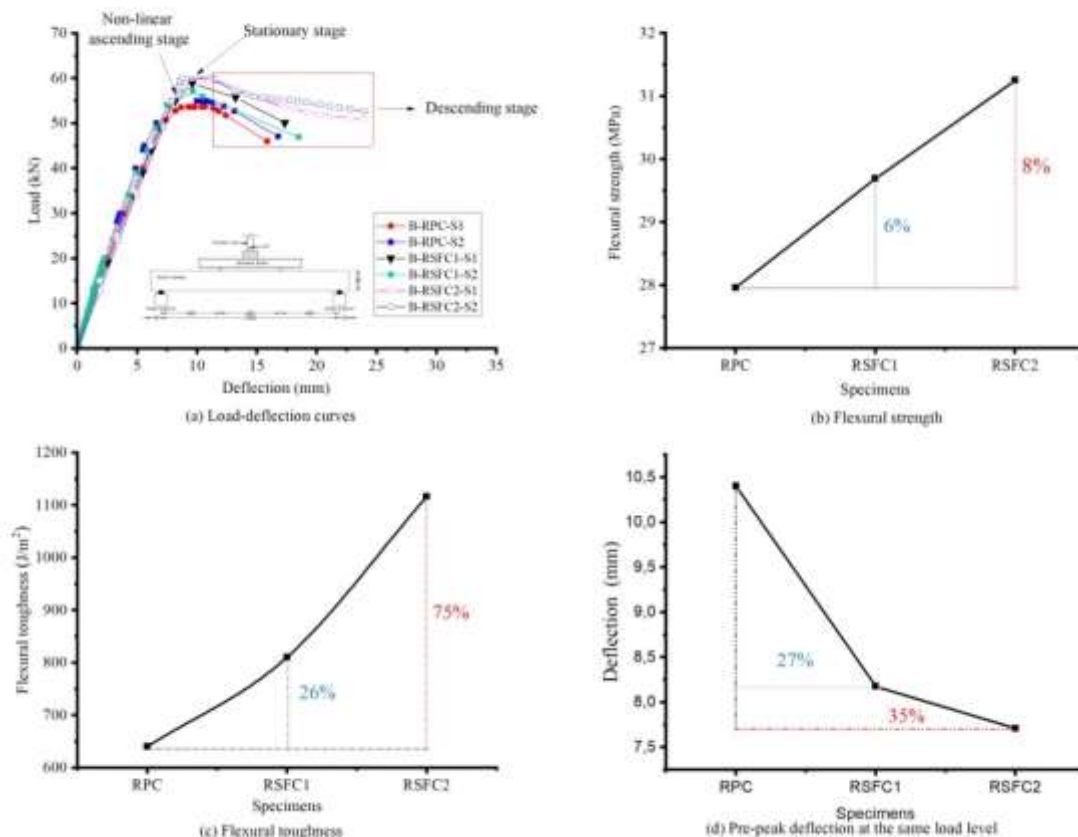 Non-linear
ascending stage
Stationary stage
Descending stage
70
60
50
40
30
20
10
0
Load (kN)
B-RPC-S1
B-RPC-S2
B-RSFC1-S1
B-RSFC1-S2
B-RSFC2-S1
B-RSFC2-S2
0 5 10 15 20 25 30 35
Deflection (mm)
(a) Load-deflection curves
32
31
30
29
28
27
Flexural strength (MPa)
6%
8%
RPC RSFC1 RSFC2
Specimens
(b) Flexural strength
1200
1100
1000
900
800
700
600
Flexural toughness (J/m²)
26%
75%
RPC RSFC1 RSFC2
Specimens
(c) Flexural toughness
10,5
10,0
9,5
9,0
8,5
8,0
7,5
Deflection (mm)
27%
35%
RPC RSFC1 RSFC2
Specimens
(d) Pre-peak deflection at the same load level